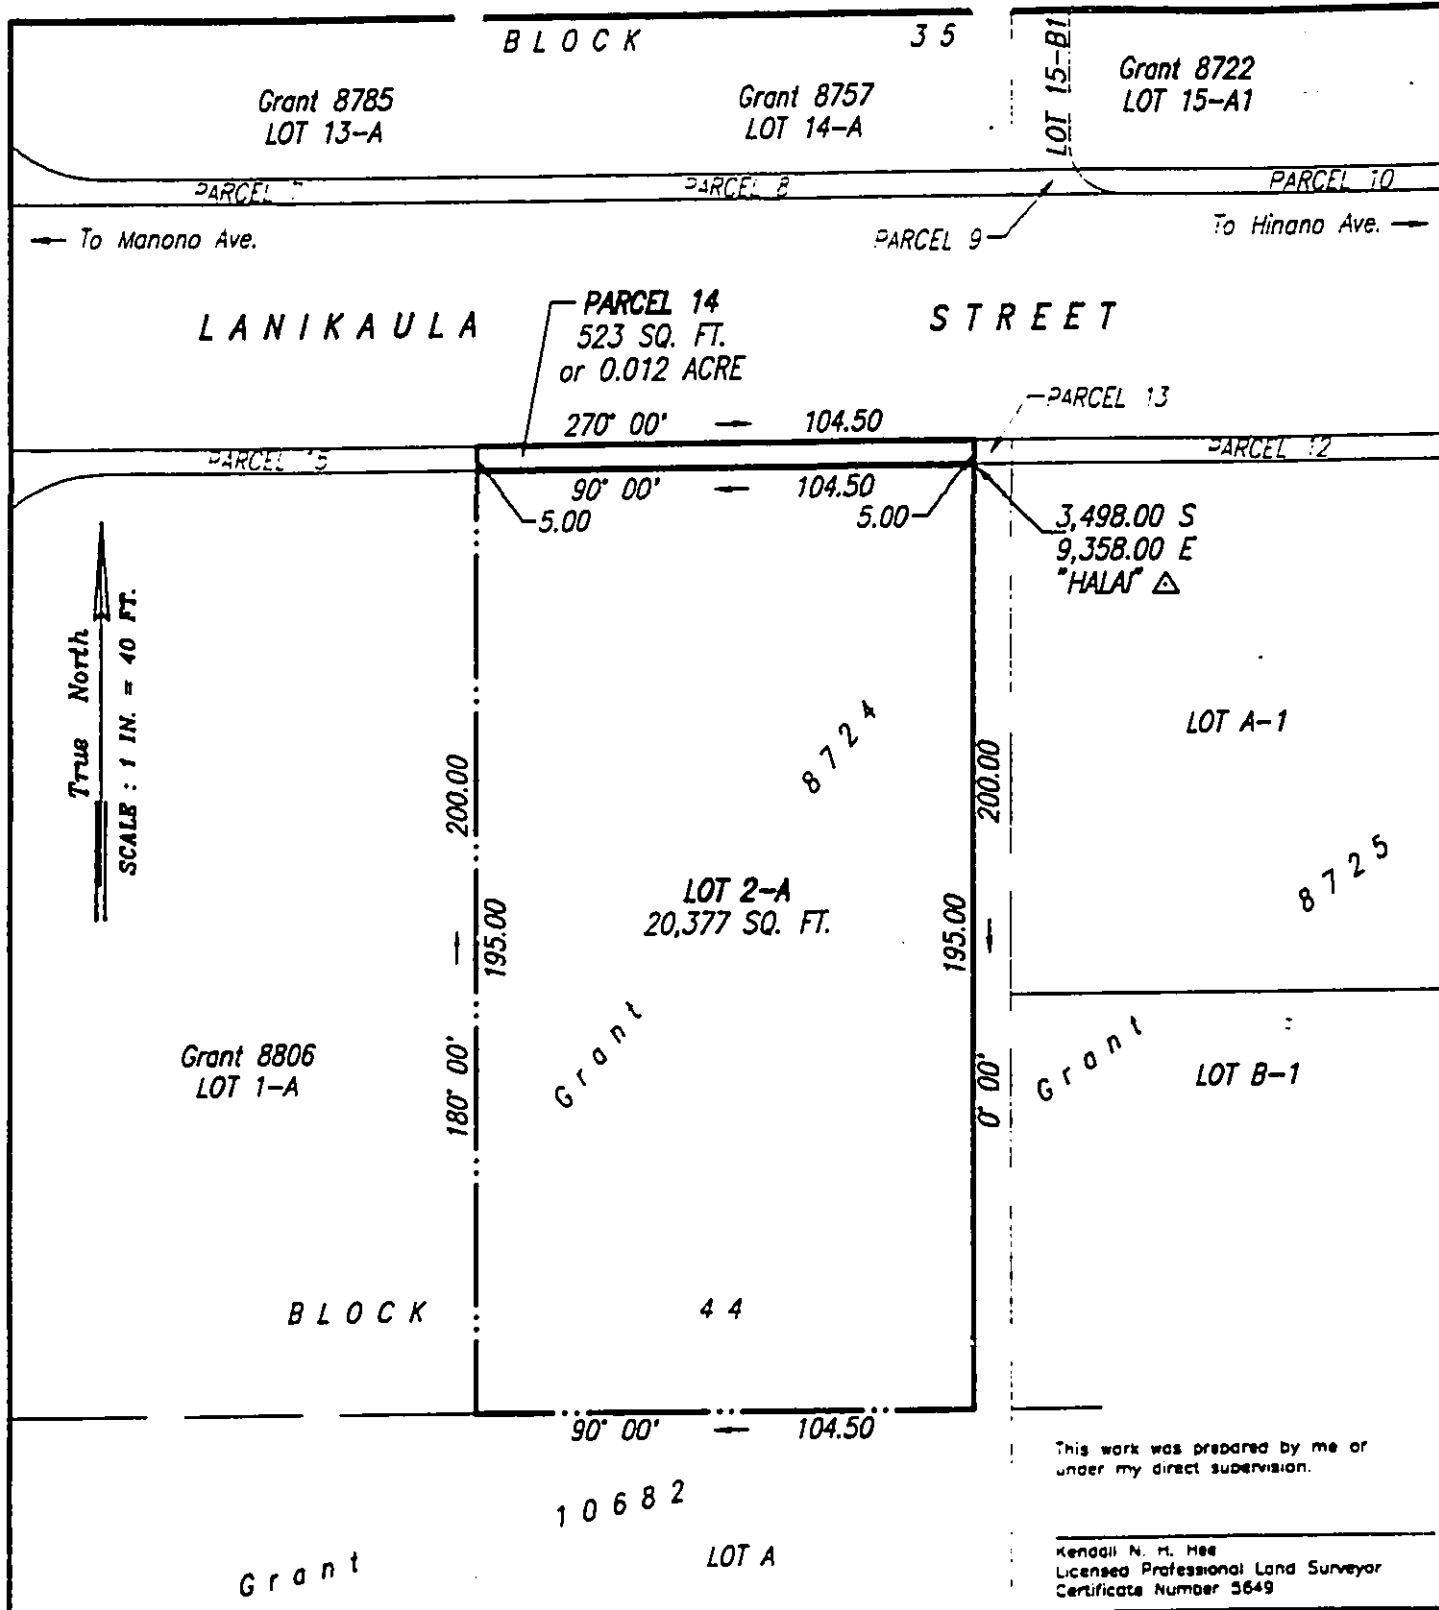 BLOCK 35
Grant 8785
LOT 13-A
Grant 8757
LOT 14-A
LOT 15-B1
Grant 8722
LOT 15-A1
PARCEL 7
PARCEL 8
PARCEL 10
← To Manono Ave.
PARCEL 9
To Hinano Ave. →
LANIKAULA STREET
PARCEL 14
523 SQ. FT.
or 0.012 ACRE
270° 00' → 104.50
PARCEL 13
PARCEL 15
PARCEL 12
90° 00' ← 104.50
5.00
5.00
3,498.00 S
9,358.00 E
"HALAI" △
True North
SCALE : 1 IN. = 40 FT.
8724
LOT A-1
200.00
200.00
8725
LOT 2-A
20,377 SQ. FT.
195.00
195.00
Grant
Grant
Grant 8806
LOT 1-A
180° 00'
0° 00'
LOT B-1
BLOCK 44
90° 00' ← 104.50
This work was prepared by me or
under my direct supervision.
10682
Grant
LOT A
Kendall N. H. Hee
Licensed Professional Land Surveyor
Certificate Number 5649